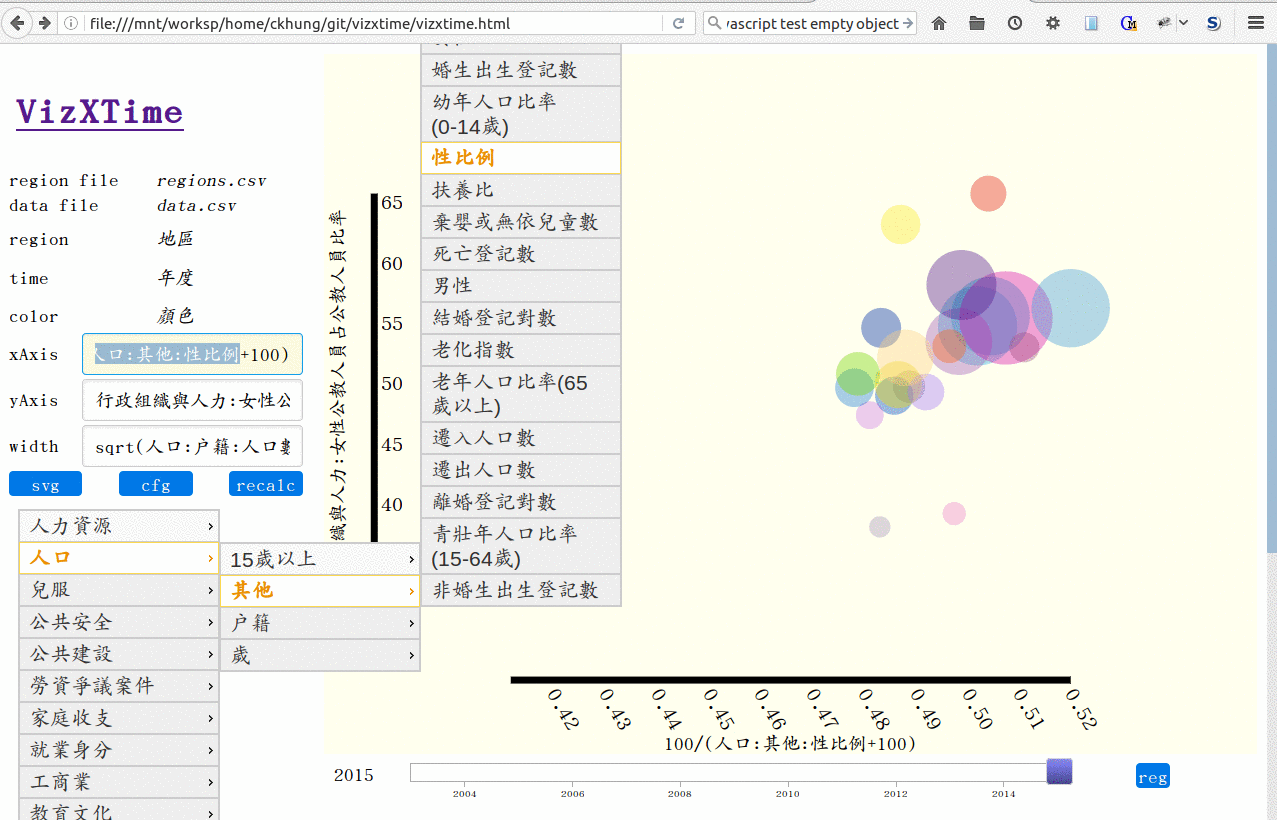 file:///mnt/worksp/home/ckhung/git/vizxtime/vizxtime.html
ascript test empty object
VizXTime
region file regions.csv
data file data.csv
region 地區
time 年度
color 顏色
xAxis 人口:其他:性比例+100)
yAxis 行政組織與人力:女性公
width sqrt(人口:户籍:人口
svg cfg recalc
人力資源
人口
兒服
公共安全
公共建設
勞資爭議案件
家庭收支
就業身分
工商業
教育文化
15歲以上
其他
户籍
歲
婚生出生登記數
幼年人口比率
(0-14歲)
性比例
扶養比
棄嬰或無依兒童數
死亡登記數
男性
結婚登記對數
老化指數
老年人口比率(65
歲以上)
遷入人口數
遷出人口數
離婚登記對數
青壯年人口比率
(15-64歲)
非婚生出生登記數
織與人力:女性公教人員占公教人員比率
65
60
55
50
45
40
0.42 0.43 0.44 0.45 0.46 0.47 0.48 0.49 0.50 0.51 0.52
100/(人口:其他:性比例+100)
2015
2004 2006 2008 2010 2012 2014
reg